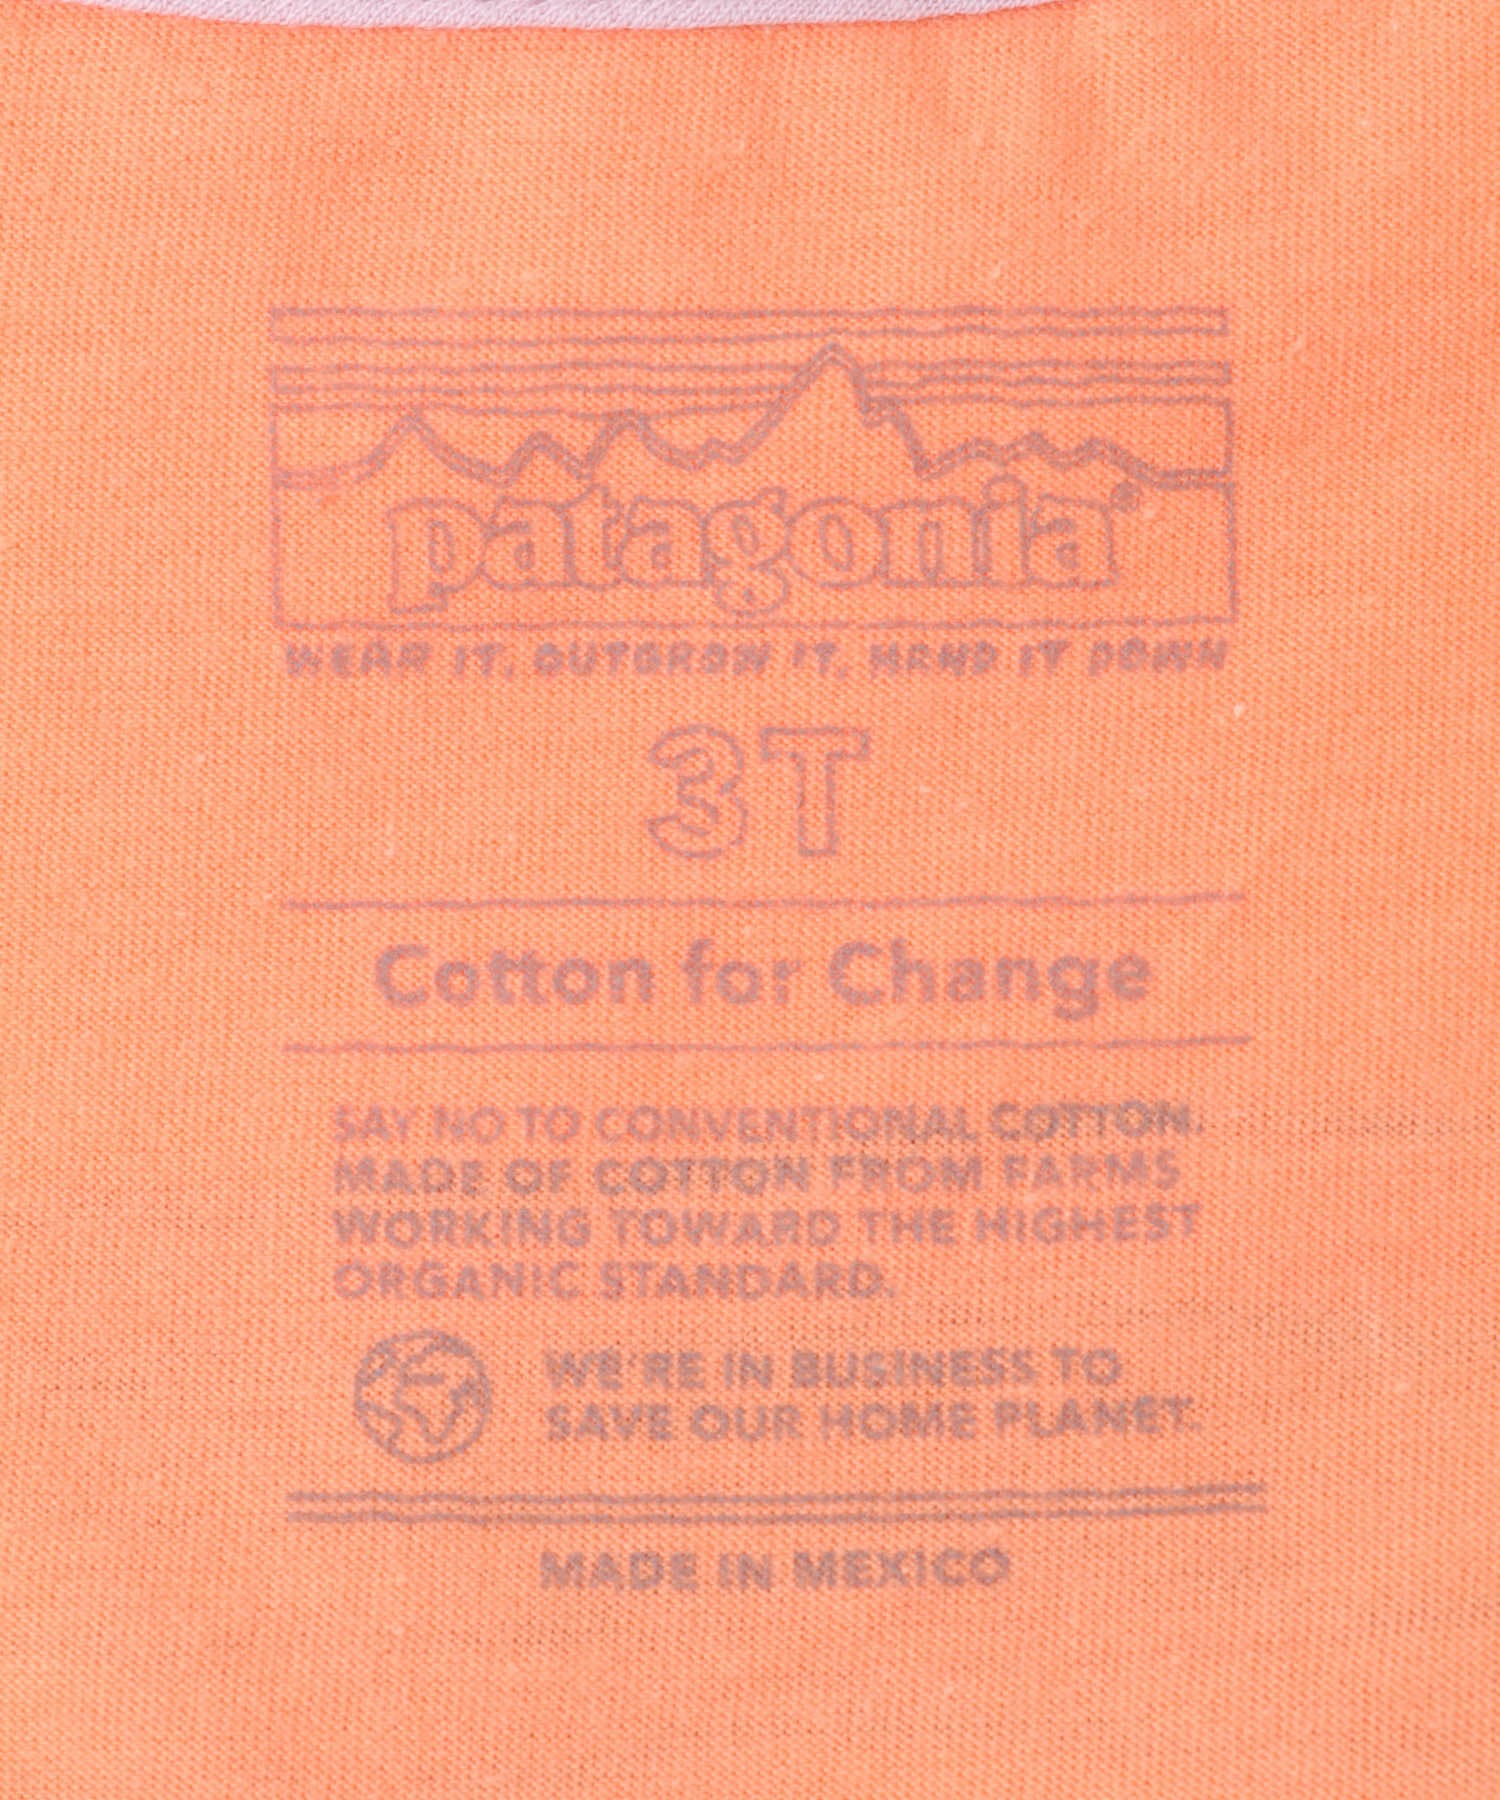 patagonia®
WEAR IT, OUTGROW IT, HAND IT DOWN
3T
Cotton for Change
SAY NO TO CONVENTIONAL COTTON.
MADE OF COTTON FROM FARMS
WORKING TOWARD THE HIGHEST
ORGANIC STANDARD.
WE'RE IN BUSINESS TO
SAVE OUR HOME PLANET.
MADE IN MEXICO